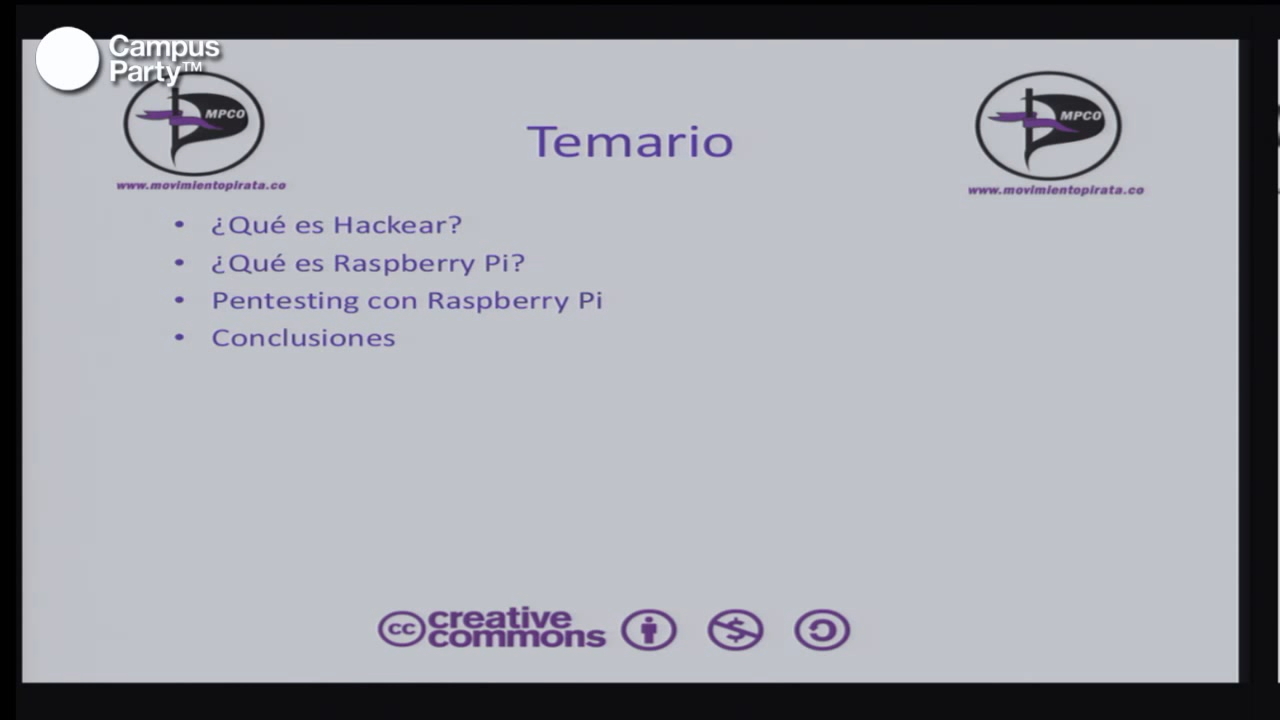 Campus
Party™
MPCO
www.movimientopirata.co
Temario
MPCO
www.movimientopirata.co
• ¿Qué es Hackear?
• ¿Qué es Raspberry Pi?
• Pentesting con Raspberry Pi
• Conclusiones
cc creative
commons